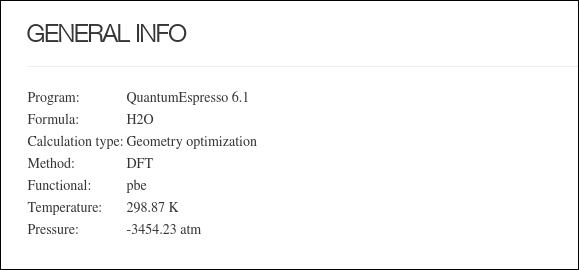 GENERAL INFO
Program: QuantumEspresso 6.1
Formula: H2O
Calculation type: Geometry optimization
Method: DFT
Functional: pbe
Temperature: 298.87 K
Pressure: -3454.23 atm